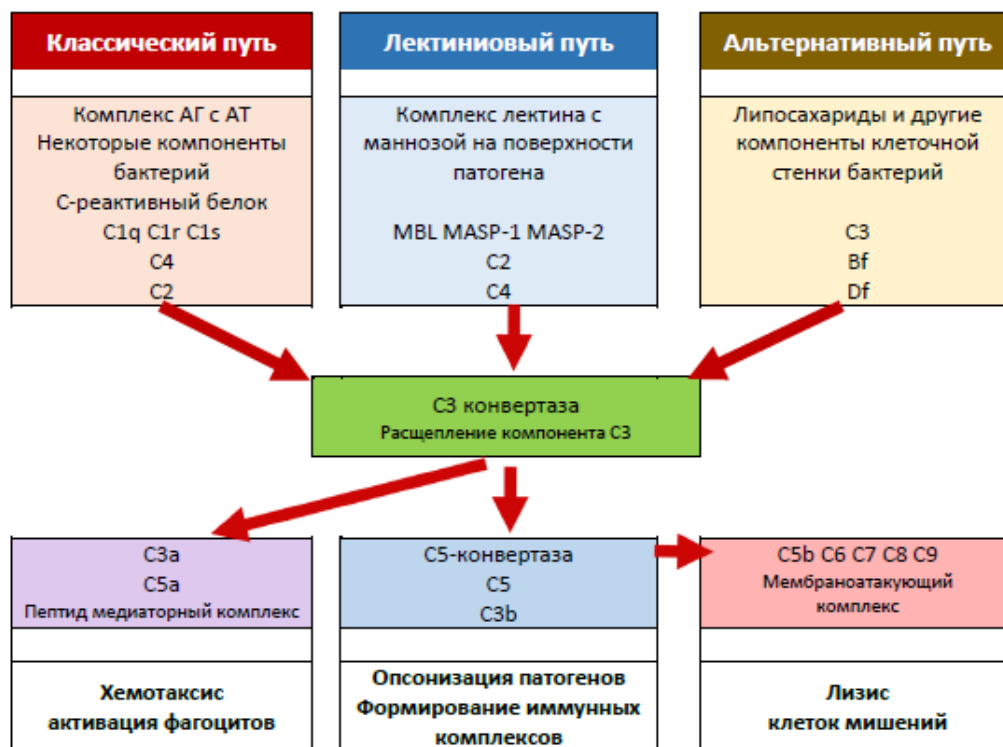 Классический путь
Комплекс АГ с АТ
Некоторые компоненты
бактерий
С-реактивный белок
C1q C1r C1s
C4
C2
Лектиниовый путь
Комплекс лектина с
маннозой на поверхности
патогена
MBL MASP-1 MASP-2
C2
C4
Альтернативный путь
Липосахариды и другие
компоненты клеточной
стенки бактерий
C3
Bf
Df
C3 конвертаза
Расщепление компонента C3
C3a
C5a
Пептид медиаторный комплекс
Хемотаксис
активация фагоцитов
C5-конвертаза
C5
C3b
Опсонизация патогенов
Формирование иммунных
комплексов
C5b C6 C7 C8 C9
Мембраноатакующий
комплекс
Лизис
клеток мишений